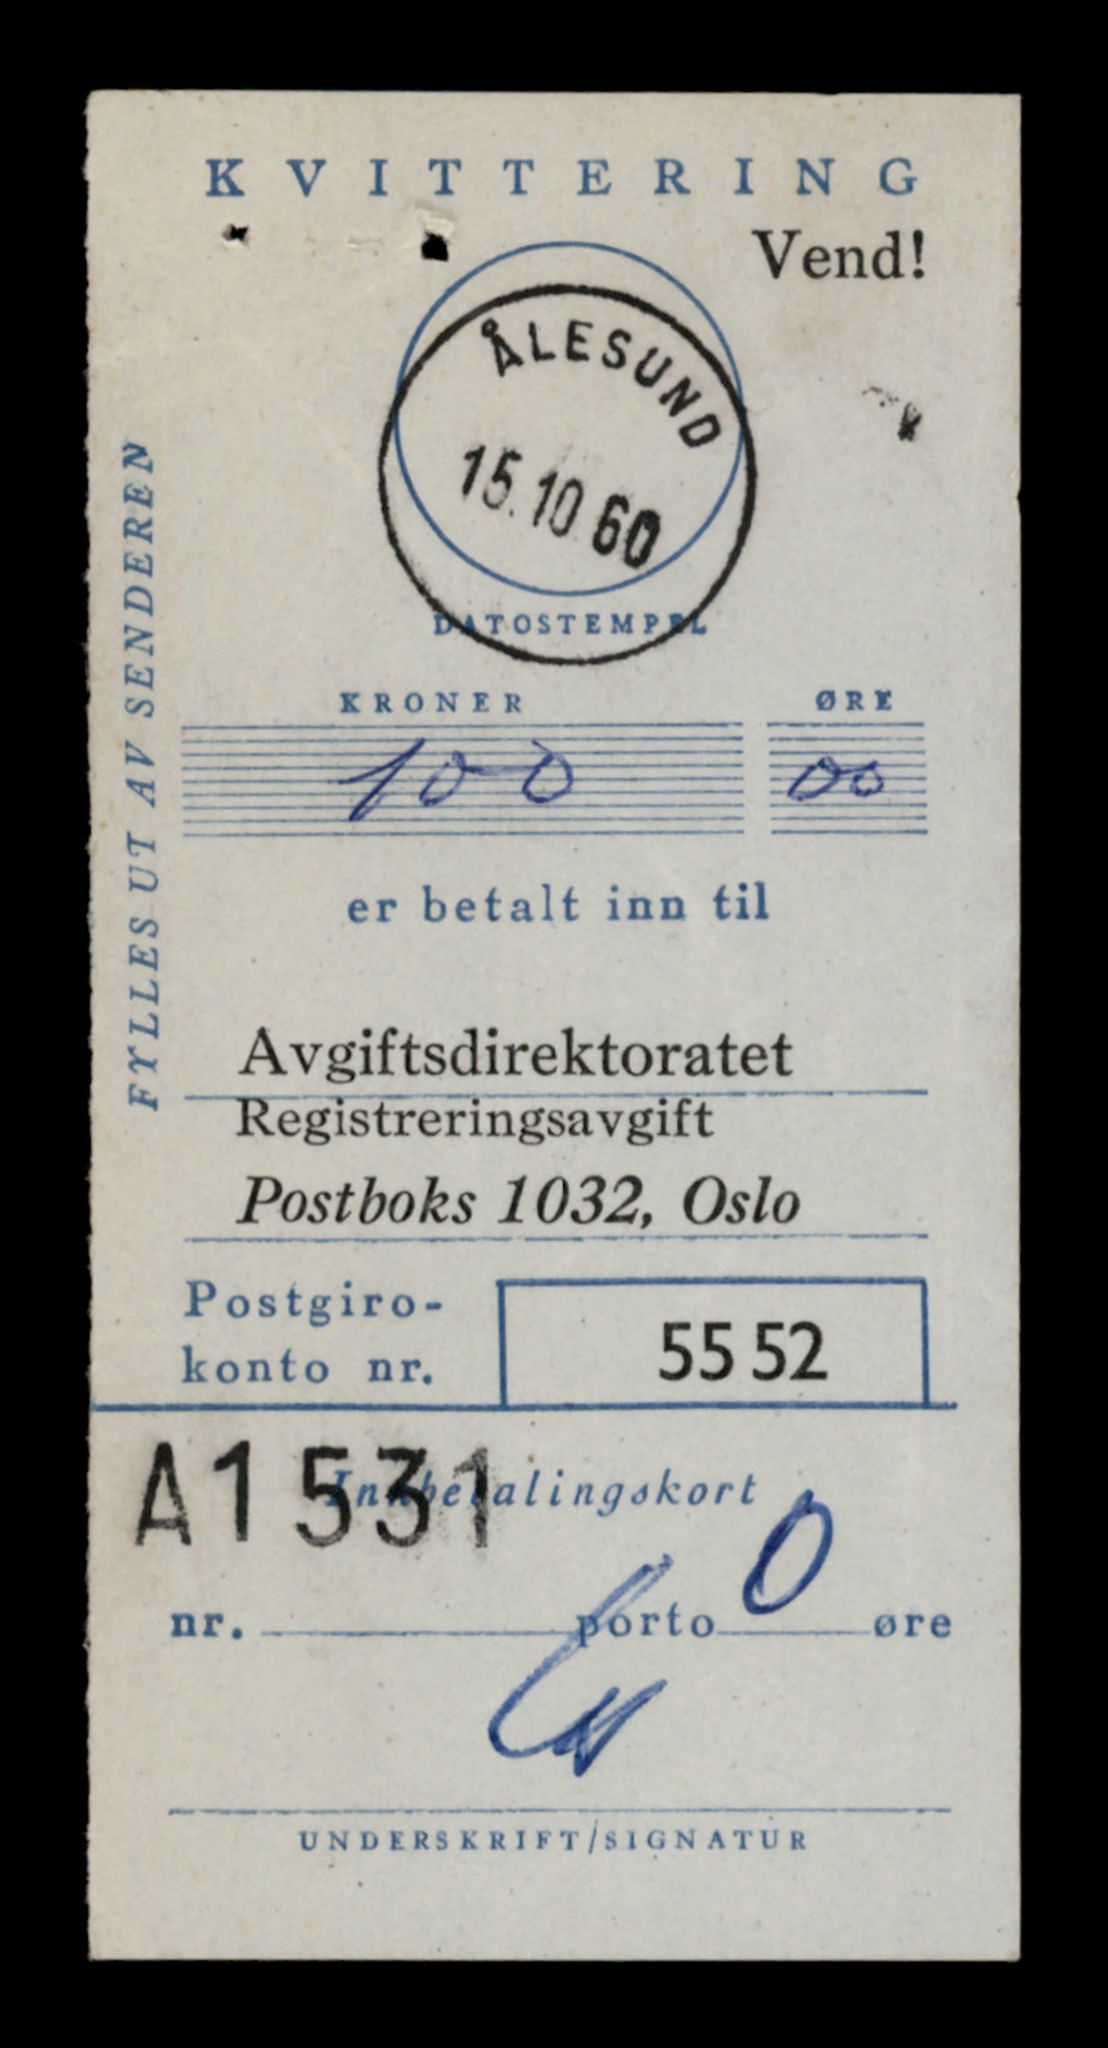 KVITTERING
Vend!
ÅLESUND
15.10.60
DATOSTEMPEL
FYLLES UT AV SENDEREN
KRONER ØRE
100 00
er betalt inn til
Avgiftsdirektoratet
Registreringsavgift
Postboks 1032, Oslo
Postgiro-
konto nr.
55 52
A1531
Innbetalingskort
nr. porto 0 øre
UNDERSKRIFT/SIGNATUR